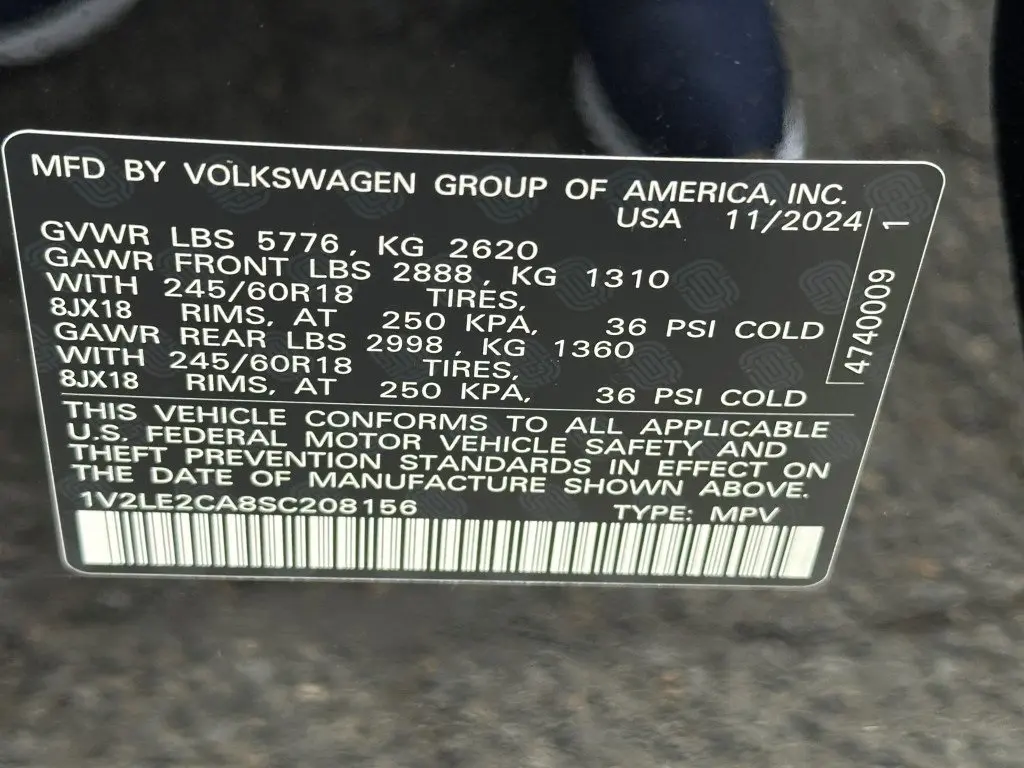 MFD BY VOLKSWAGEN GROUP OF AMERICA, INC.
USA 11/2024
GVWR LBS 5776, KG 2620
GAWR FRONT LBS 2888, KG 1310
WITH 245/60R18 TIRES,
8JX18 RIMS, AT 250 KPA, 36 PSI COLD
GAWR REAR LBS 2998, KG 1360
WITH 245/60R18 TIRES,
8JX18 RIMS, AT 250 KPA, 36 PSI COLD
4740009 1
THIS VEHICLE CONFORMS TO ALL APPLICABLE
U.S. FEDERAL MOTOR VEHICLE SAFETY AND
THEFT PREVENTION STANDARDS IN EFFECT ON
THE DATE OF MANUFACTURE SHOWN ABOVE.
1V2LE2CA8SC208156 TYPE: MPV